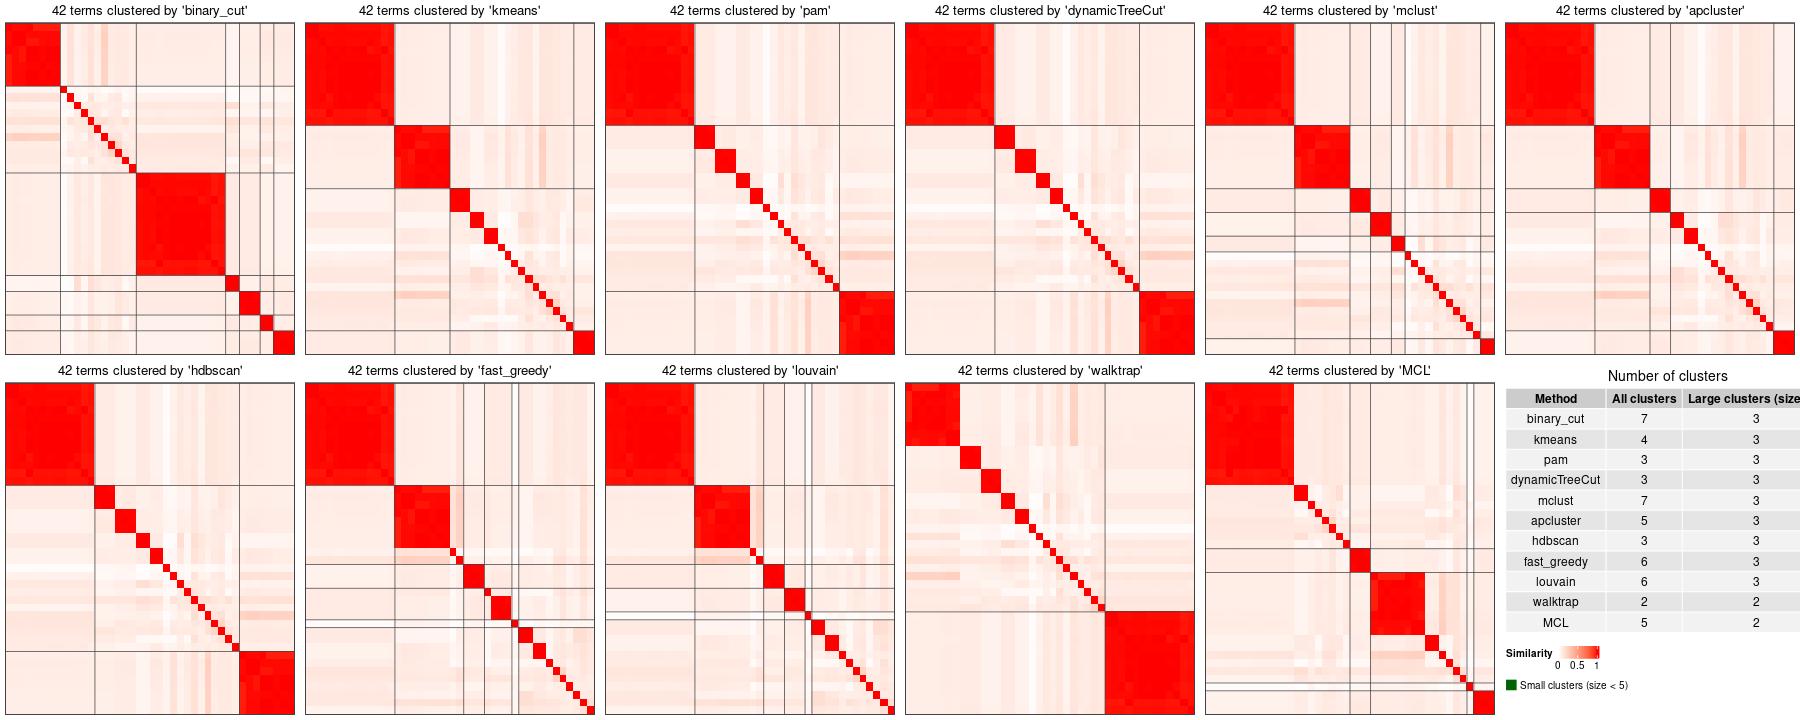 42 terms clustered by 'binary_cut'
42 terms clustered by 'kmeans'
42 terms clustered by 'pam'
42 terms clustered by 'dynamicTreeCut'
42 terms clustered by 'mclust'
42 terms clustered by 'apcluster'
42 terms clustered by 'hdbscan'
42 terms clustered by 'fast_greedy'
42 terms clustered by 'louvain'
42 terms clustered by 'walktrap'
42 terms clustered by 'MCL'
Number of clusters
Method All clusters Large clusters (size
binary_cut 7 3
kmeans 4 3
pam 3 3
dynamicTreeCut 3 3
mclust 7 3
apcluster 5 3
hdbscan 3 3
fast_greedy 6 3
louvain 6 3
walktrap 2 2
MCL 5 2
Similarity
0 0.5 1
Small clusters (size < 5)